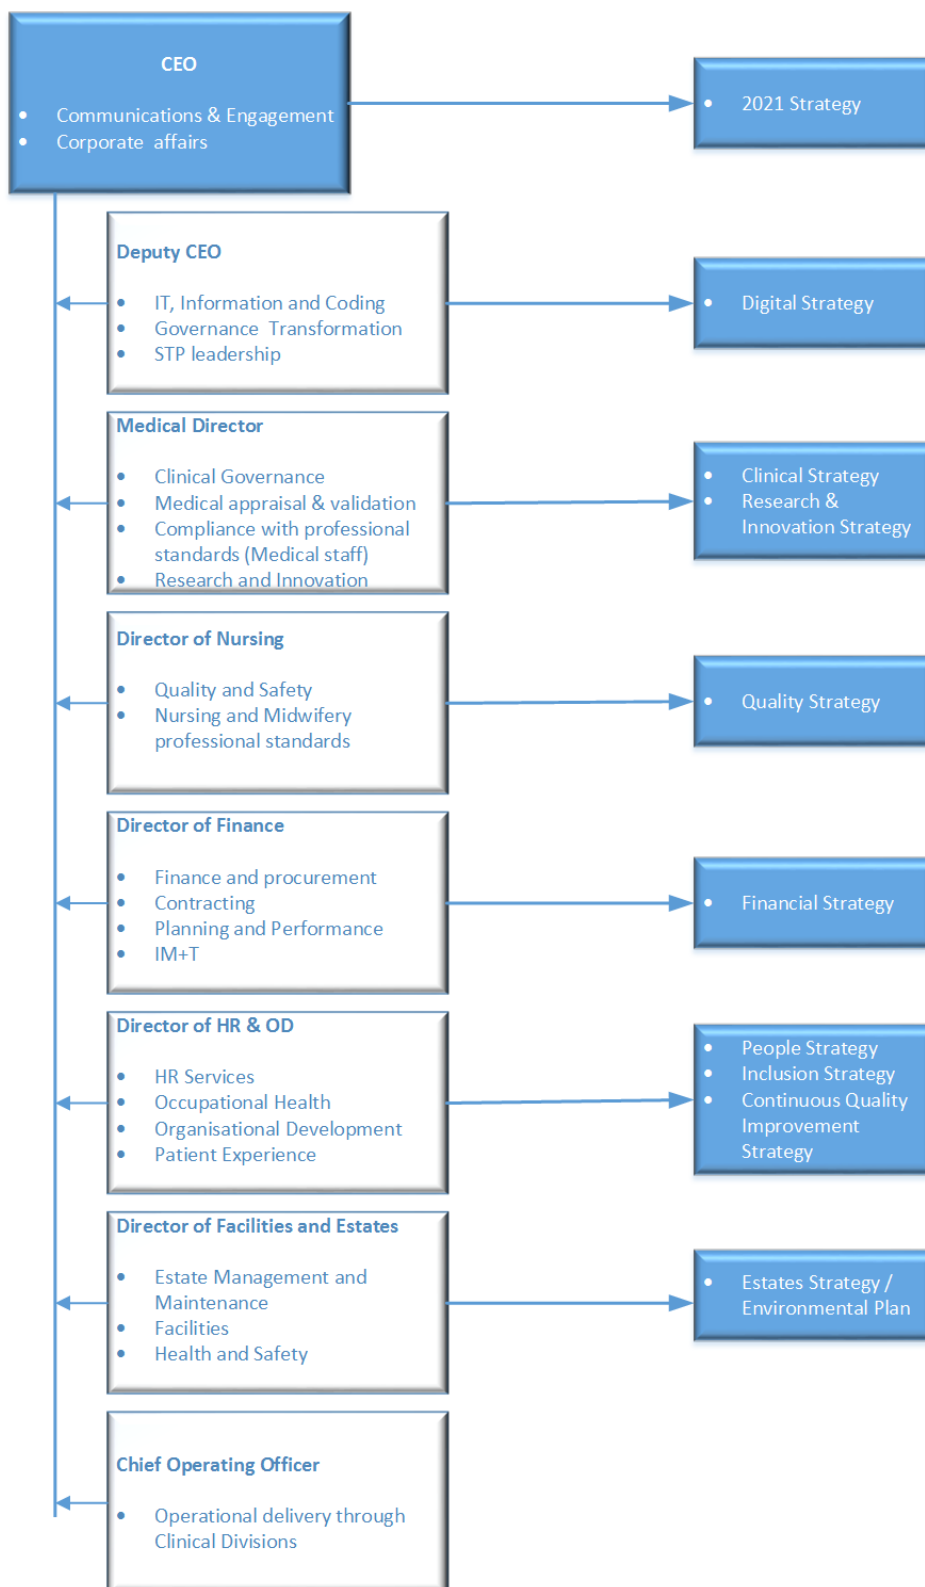 CEO
• Communications & Engagement
• Corporate affairs
• 2021 Strategy
Deputy CEO
• IT, Information and Coding
• Governance Transformation
• STP leadership
• Digital Strategy
Medical Director
• Clinical Governance
• Medical appraisal & validation
• Compliance with professional
standards (Medical staff)
• Research and Innovation
• Clinical Strategy
• Research &
Innovation Strategy
Director of Nursing
• Quality and Safety
• Nursing and Midwifery
professional standards
• Quality Strategy
Director of Finance
• Finance and procurement
• Contracting
• Planning and Performance
• IM+T
• Financial Strategy
Director of HR & OD
• HR Services
• Occupational Health
• Organisational Development
• Patient Experience
• People Strategy
• Inclusion Strategy
• Continuous Quality
Improvement
Strategy
Director of Facilities and Estates
• Estate Management and
Maintenance
• Facilities
• Health and Safety
• Estates Strategy /
Environmental Plan
Chief Operating Officer
• Operational delivery through
Clinical Divisions